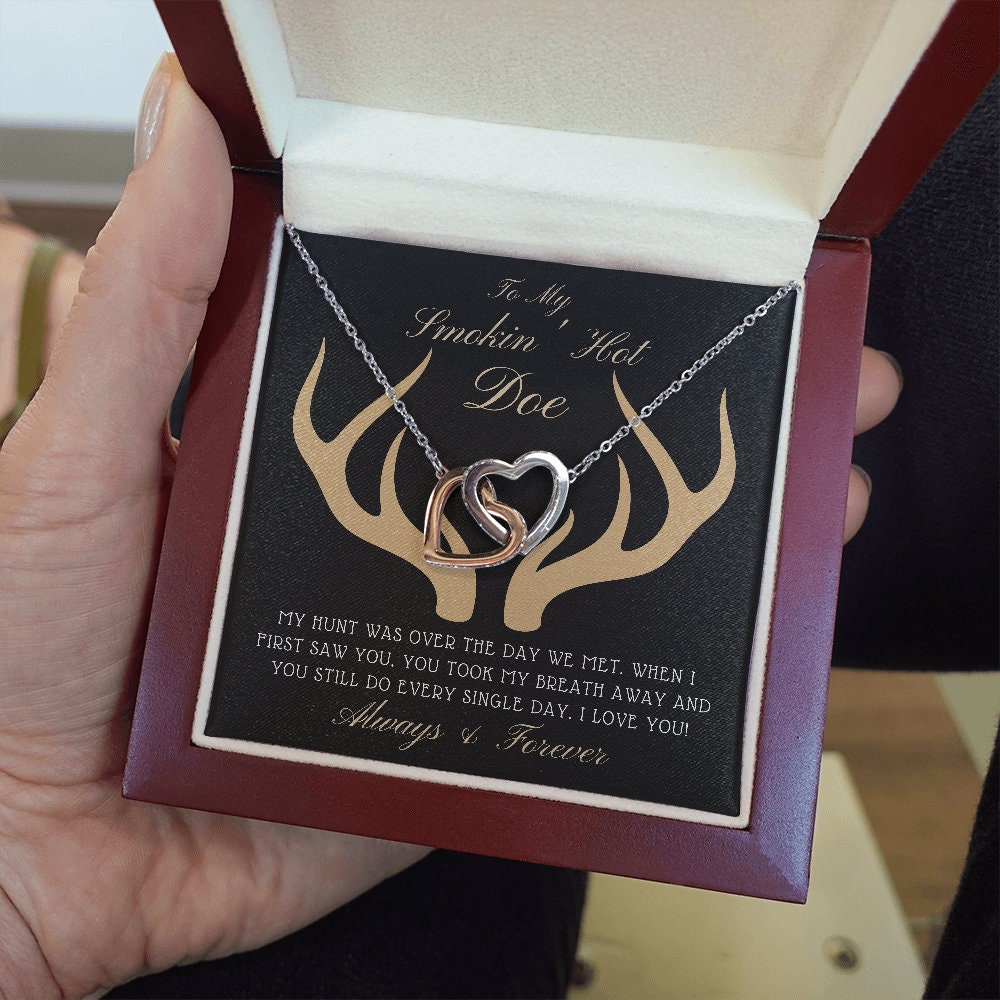 To My
Smokin' Hot
Doe
MY HUNT WAS OVER THE DAY WE MET. WHEN I
FIRST SAW YOU, YOU TOOK MY BREATH AWAY AND
YOU STILL DO EVERY SINGLE DAY. I LOVE YOU!
Always & Forever